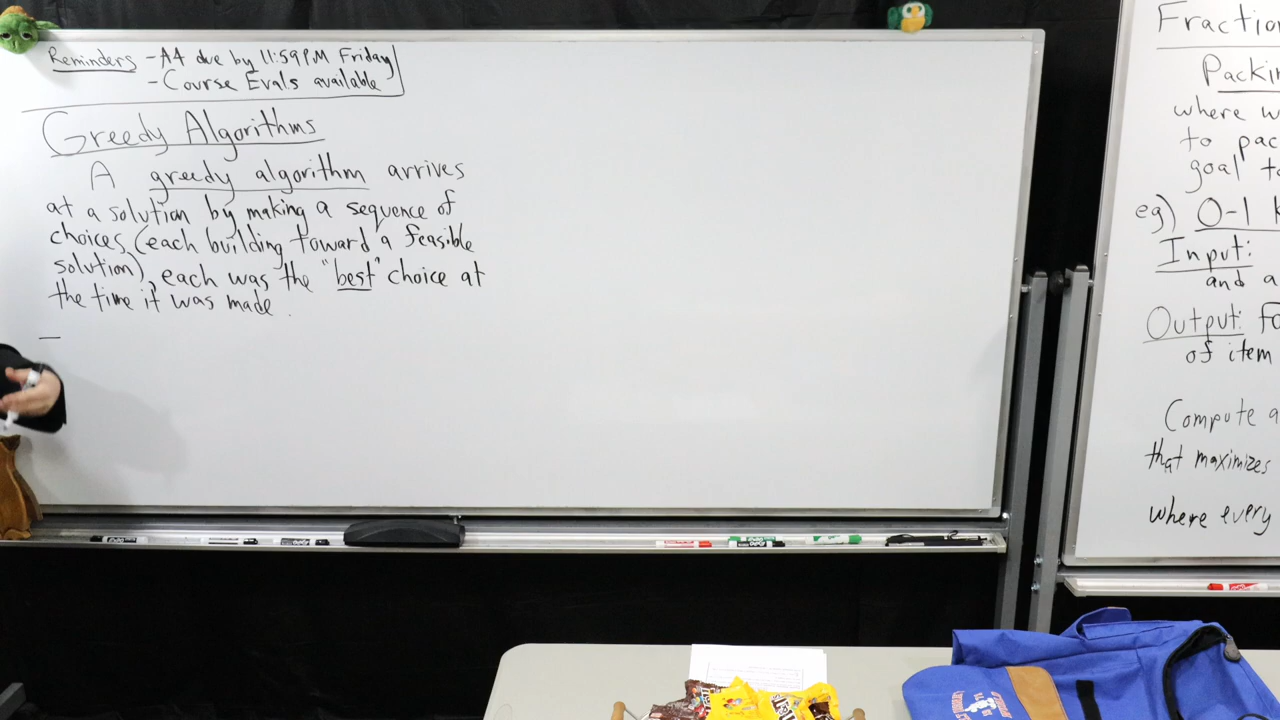 Reminders - A4 due by 11:59PM Friday
- Course Evals available
Greedy Algorithms
A greedy algorithm arrives
at a solution by making a sequence of
choices (each building toward a feasible
solution), each was the "best" choice at
the time it was made.
—
Fractio
Packin
where w
to pac
goal to
eg) 0-1 k
Input:
and a
Output: Fo
of item
Compute a
that maximizes
where every